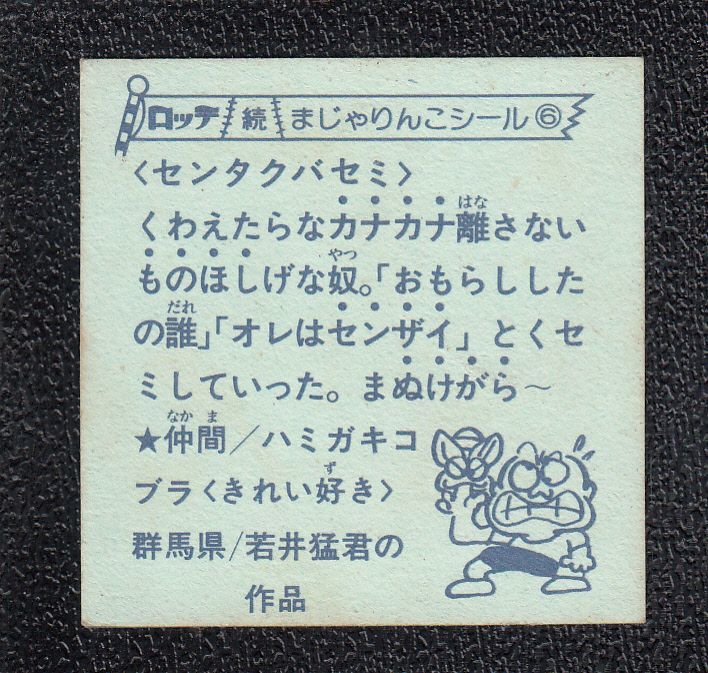 ロッテ 続 まじゃりんこシール⑥
〈センタクバセミ〉
くわえたらなカナカナ離さない
ものほしげな奴。「おもらしした
の誰」「オレはセンザイ」とくセ
ミしていった。まぬけがら〜
★仲間／ハミガキコ
ブラ〈きれい好き〉
群馬県/若井猛君の
作品